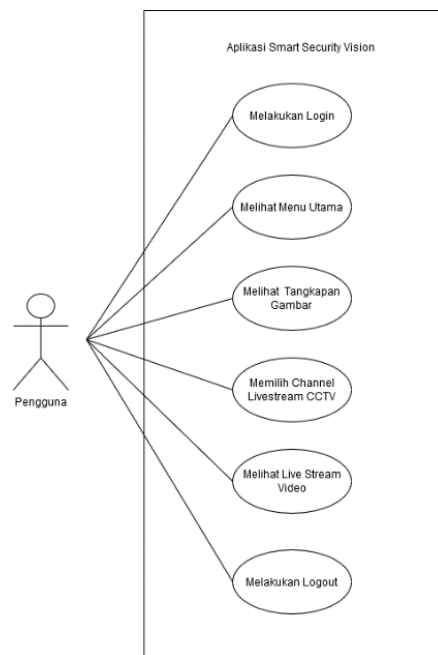 Aplikasi Smart Security Vision
Melakukan Login
Melihat Menu Utama
Melihat Tangkapan
Gambar
Memilih Channel
Livestream CCTV
Pengguna
Melihat Live Stream
Video
Melakukan Logout